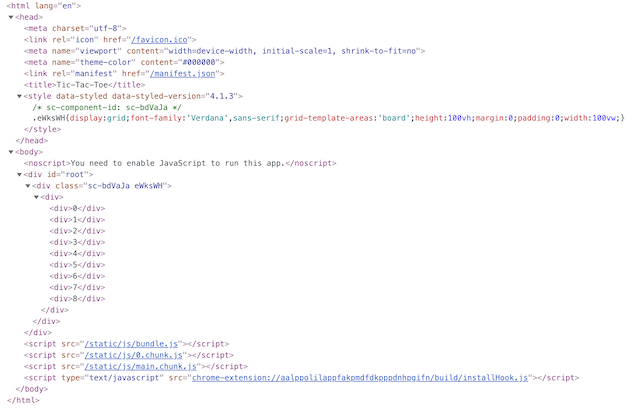 <html lang="en">
<head>
<meta charset="utf-8">
<link rel="icon" href="/favicon.ico">
<meta name="viewport" content="width=device-width, initial-scale=1, shrink-to-fit=no">
<meta name="theme-color" content="#000000">
<link rel="manifest" href="/manifest.json">
<title>Tic-Tac-Toe</title>
<style data-styled data-styled-version="4.1.3">
/* sc-component-id: sc-bdVaJa */
.eWksWH{display:grid;font-family:'Verdana',sans-serif;grid-template-areas:'board';height:100vh;margin:0;padding:0;width:100vw;}
</style>
</head>
<body>
<noscript>You need to enable JavaScript to run this app.</noscript>
<div id="root">
<div class="sc-bdVaJa eWksWH">
<div>
<div>0</div>
<div>1</div>
<div>2</div>
<div>3</div>
<div>4</div>
<div>5</div>
<div>6</div>
<div>7</div>
<div>8</div>
</div>
</div>
</div>
<script src="/static/js/bundle.js"></script>
<script src="/static/js/0.chunk.js"></script>
<script src="/static/js/main.chunk.js"></script>
<script type="text/javascript" src="chrome-extension://aalppolilappfakpmdfdkpppdnhpgifn/build/installHook.js"></script>
</body>
</html>